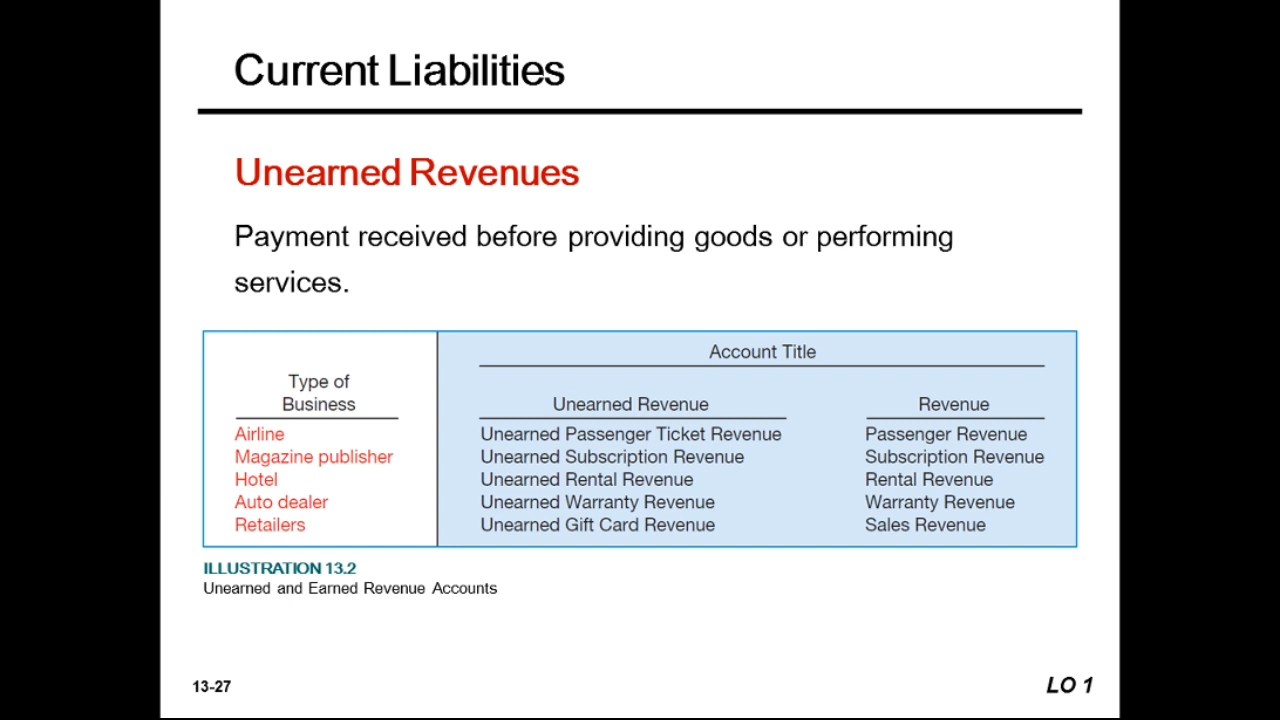 Current Liabilities
Unearned Revenues
Payment received before providing goods or performing
services.
Account Title
Type of
Business Unearned Revenue Revenue
Airline Unearned Passenger Ticket Revenue Passenger Revenue
Magazine publisher Unearned Subscription Revenue Subscription Revenue
Hotel Unearned Rental Revenue Rental Revenue
Auto dealer Unearned Warranty Revenue Warranty Revenue
Retailers Unearned Gift Card Revenue Sales Revenue
ILLUSTRATION 13.2
Unearned and Earned Revenue Accounts
13-27 LO 1